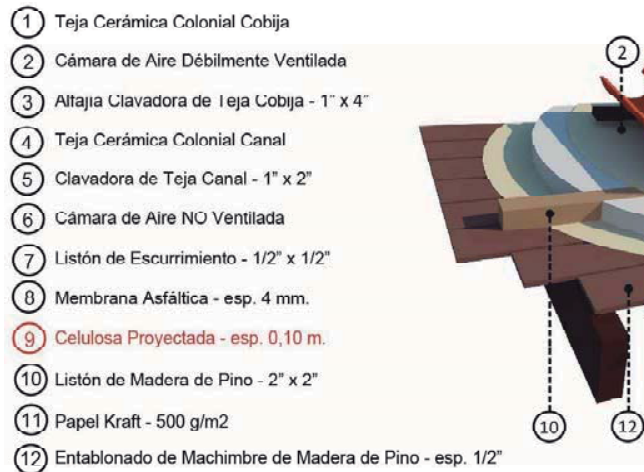 1 Teja Cerámica Colonial Cobija
2 Cámara de Aire Débilmente Ventilada
3 Alfajia Clavadora de Teja Cobija - 1” x 4”
4 Teja Cerámica Colonial Canal
5 Clavadora de Teja Canal - 1” x 2”
6 Cámara de Aire NO Ventilada
7 Listón de Escurrimiento - 1/2” x 1/2”
8 Membrana Asfáltica - esp. 4 mm.
9 Celulosa Proyectada - esp. 0,10 m.
10 Listón de Madera de Pino - 2” x 2”
11 Papel Kraft - 500 g/m2
12 Entablonado de Machimbre de Madera de Pino - esp. 1/2”
2
10
12